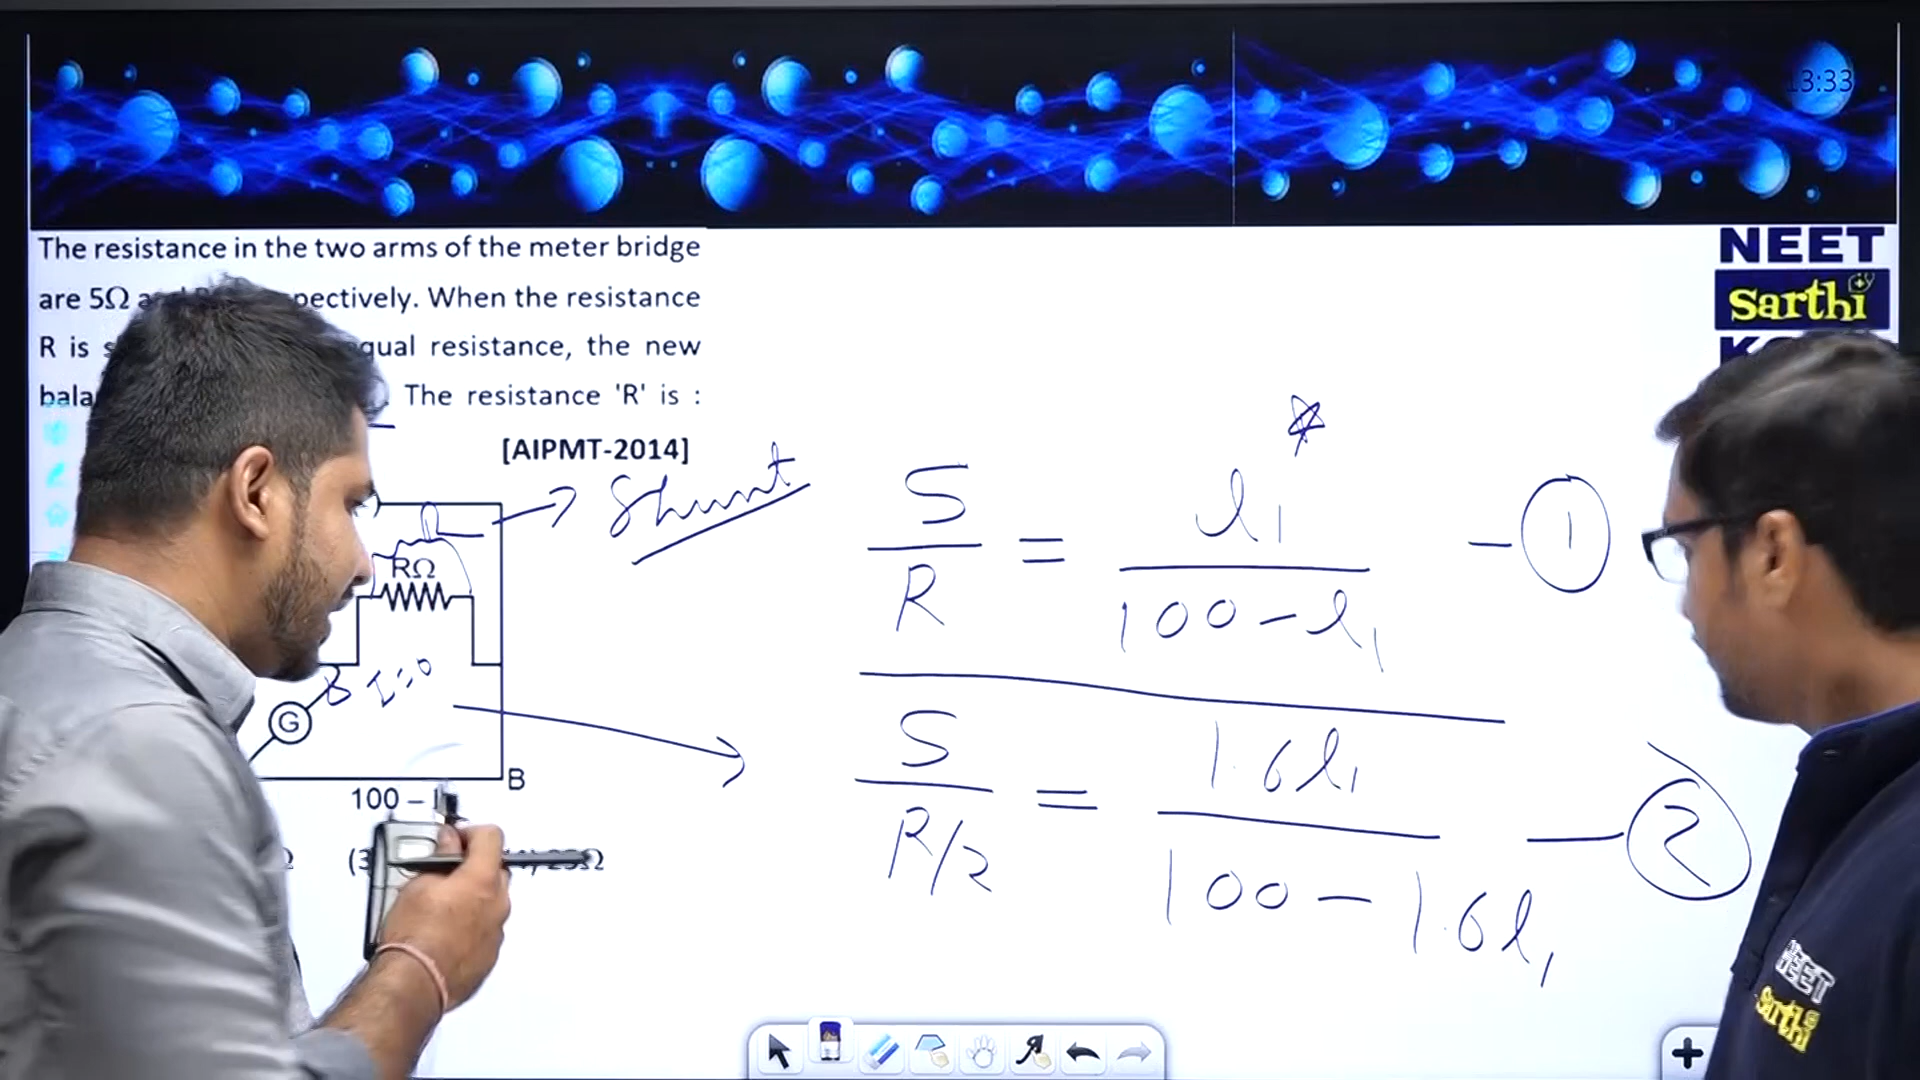 13:33
The resistance in the two arms of the meter bridge
are 5Ω pectively. When the resistance
R is qual resistance, the new
bala . The resistance 'R' is :
[AIPMT-2014]
NEET
Sarthi
R
Shunt
RΩ
B I=0
G
B
100 –
Ω (3 25Ω
S/R = l1/(100-l1) - 1
S/(R/2) = 1.6l1/(100-1.6l1) - 2
NEET
Sarthi